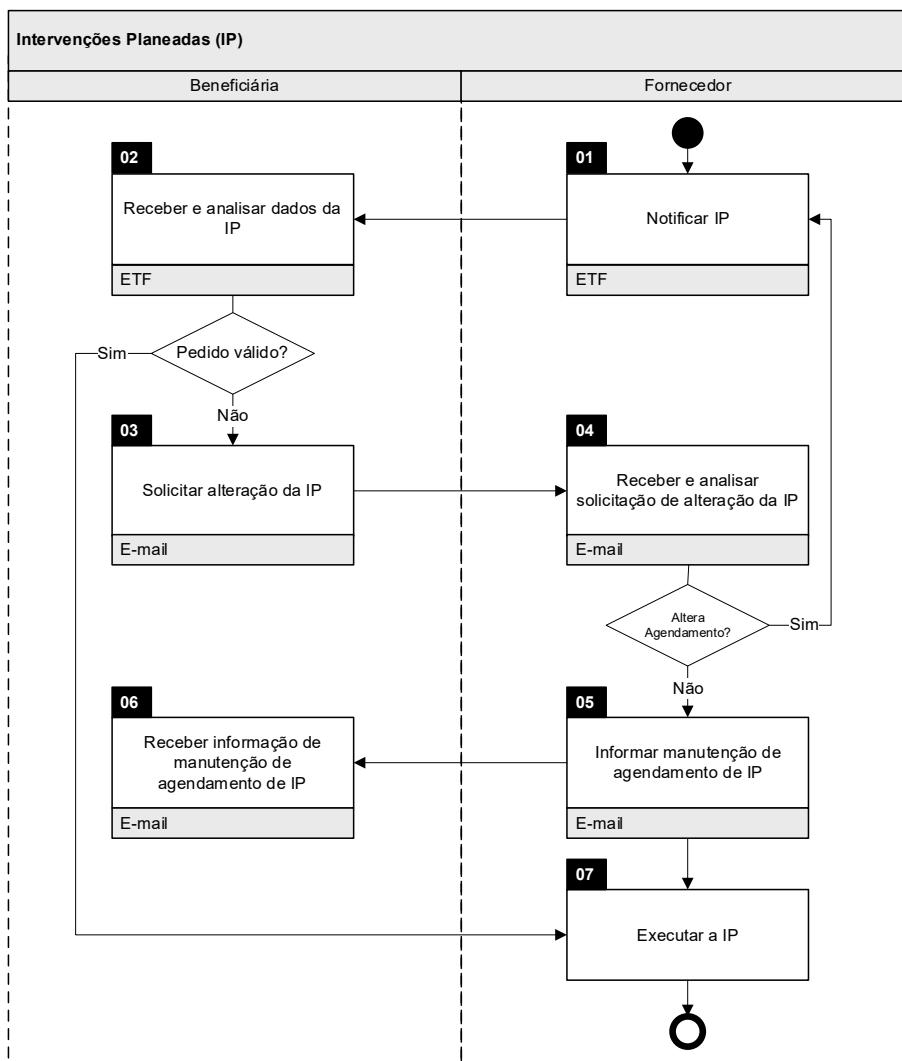 Intervenções Planeadas (IP)
Beneficiária
Fornecedor
02
Receber e analisar dados da
IP
ETF
01
Notificar IP
ETF
Pedido válido?
Sim
Não
03
Solicitar alteração da IP
E-mail
04
Receber e analisar
solicitação de alteração da IP
E-mail
Altera
Agendamento?
Sim
Não
06
Receber informação de
manutenção de
agendamento de IP
E-mail
05
Informar manutenção de
agendamento de IP
E-mail
07
Executar a IP